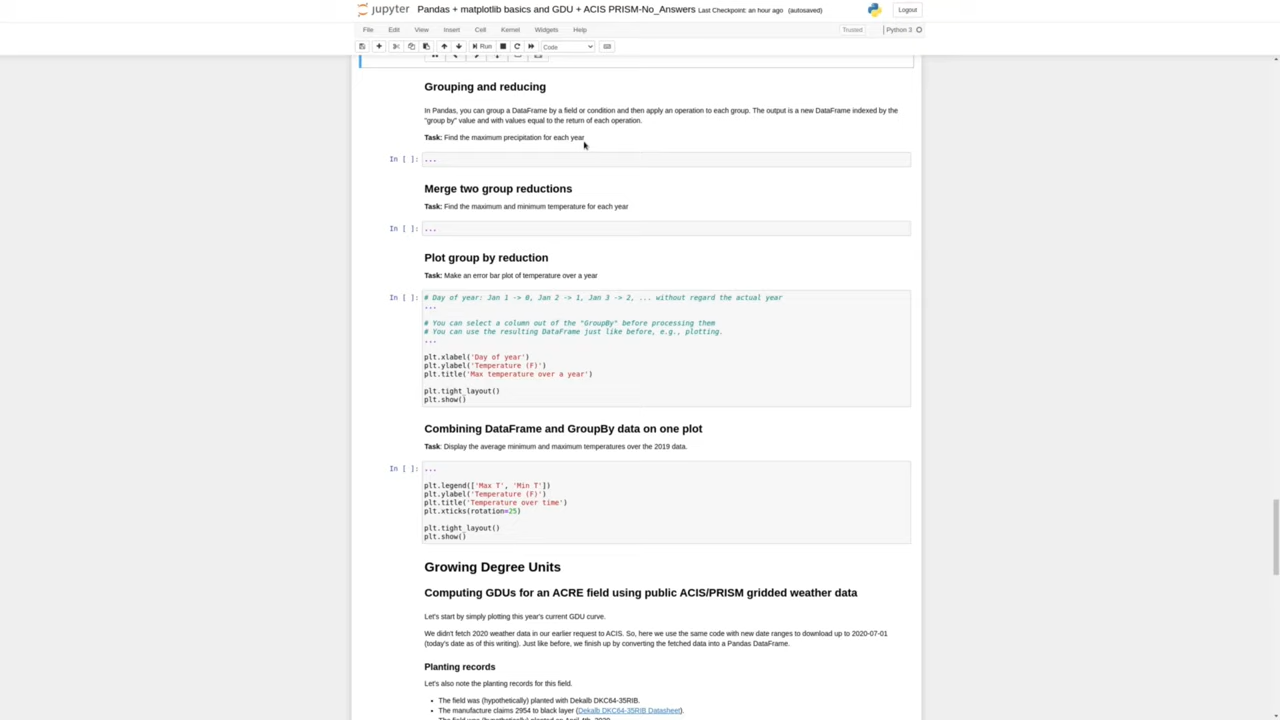 jupyter Pandas + matplotlib basics and GDU + ACIS PRISM-No_Answers Last Checkpoint: an hour ago (autosaved)
Logout
File Edit View Insert Cell Kernel Widgets Help
Trusted Python 3
Run Code
Grouping and reducing
In Pandas, you can group a DataFrame by a field or condition and then apply an operation to each group. The output is a new DataFrame indexed by the
"group by" value and with values equal to the return of each operation.
Task: Find the maximum precipitation for each year
In [ ]: ...
Merge two group reductions
Task: Find the maximum and minimum temperature for each year
In [ ]: ...
Plot group by reduction
Task: Make an error bar plot of temperature over a year
In [ ]: # Day of year: Jan 1 -> 0, Jan 2 -> 1, Jan 3 -> 2, ... without regard the actual year
...
# You can select a column out of the "GroupBy" before processing them
# You can use the resulting DataFrame just like before, e.g., plotting.
...
plt.xlabel('Day of year')
plt.ylabel('Temperature (F)')
plt.title('Max temperature over a year')
plt.tight_layout()
plt.show()
Combining DataFrame and GroupBy data on one plot
Task: Display the average minimum and maximum temperatures over the 2019 data.
In [ ]: ...
plt.legend(['Max T', 'Min T'])
plt.ylabel('Temperature (F)')
plt.title('Temperature over time')
plt.xticks(rotation=25)
plt.tight_layout()
plt.show()
Growing Degree Units
Computing GDUs for an ACRE field using public ACIS/PRISM gridded weather data
Let's start by simply plotting this year's current GDU curve.
We didn't fetch 2020 weather data in our earlier request to ACIS. So, here we use the same code with new date ranges to download up to 2020-07-01
(today's date as of this writing). Just like before, we finish up by converting the fetched data into a Pandas DataFrame.
Planting records
Let's also note the planting records for this field.
• The field was (hypothetically) planted with Dekalb DKC64-35RIB.
• The manufacture claims 2954 to black layer (Dekalb DKC64-35RIB Datasheet).
• The field was (hypothetically) planted on April 4th, 2020